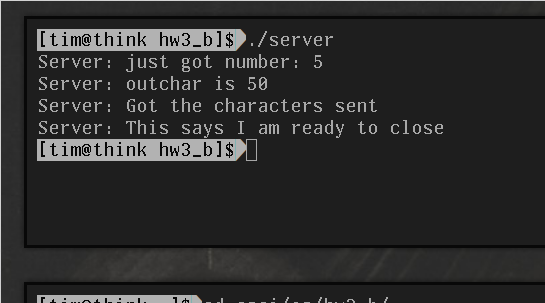 [tim@think hw3_b]$ ./server
Server: just got number: 5
Server: outchar is 50
Server: Got the characters sent
Server: This says I am ready to close
[tim@think hw3_b]$